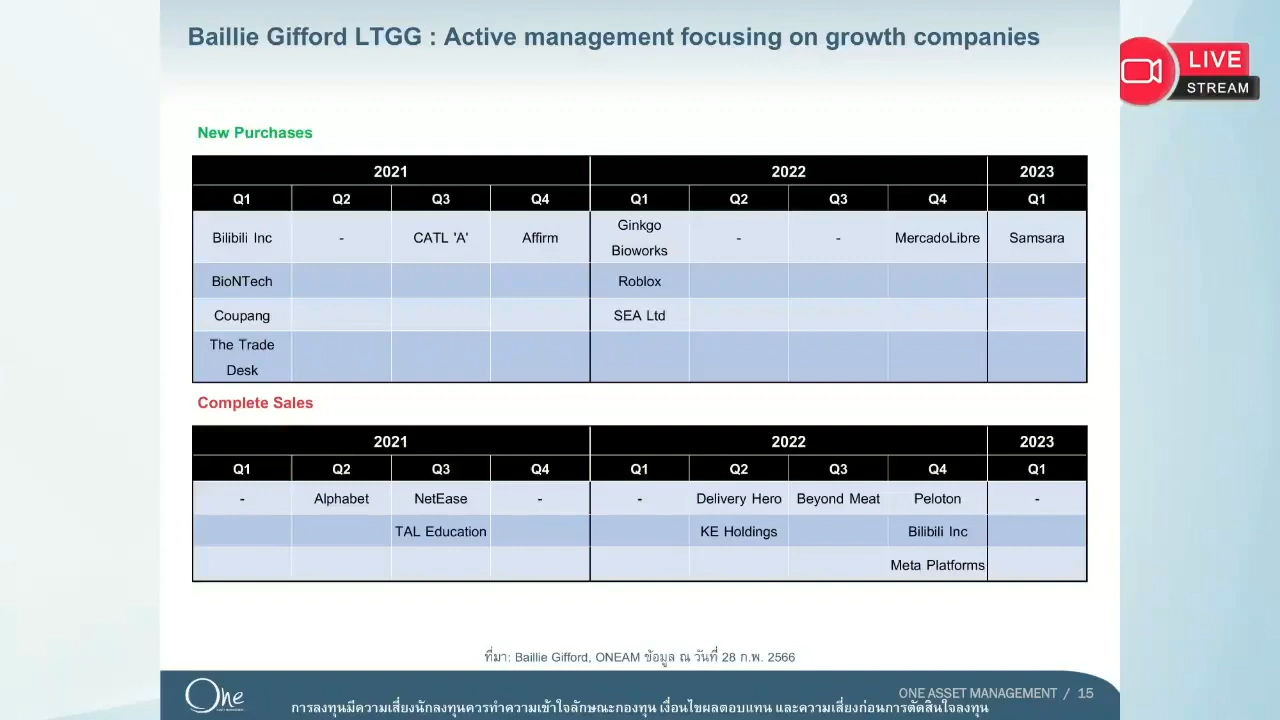 Baillie Gifford LTGG : Active management focusing on growth companies
LIVE
STREAM
New Purchases
2021 2022 2023
Q1 Q2 Q3 Q4 Q1 Q2 Q3 Q4 Q1
Bilibili Inc - CATL 'A' Affirm Ginkgo Bioworks - - MercadoLibre Samsara
BioNTech Roblox
Coupang SEA Ltd
The Trade
Desk
Complete Sales
2021 2022 2023
Q1 Q2 Q3 Q4 Q1 Q2 Q3 Q4 Q1
- Alphabet NetEase - - Delivery Hero Beyond Meat Peloton -
TAL Education KE Holdings Bilibili Inc
Meta Platforms
ที่มา: Baillie Gifford, ONEAM ข้อมูล ณ วันที่ 28 ก.พ. 2566
One
ONE ASSET MANAGEMENT / 15
การลงทุนมีความเสี่ยงนักลงทุนควรทำความเข้าใจลักษณะกองทุน เงื่อนไขผลตอบแทน และความเสี่ยงก่อนการตัดสินใจลงทุน